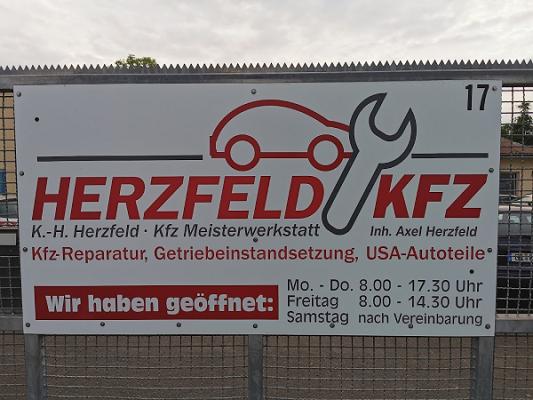 17
HERZFELD KFZ
K.-H. Herzfeld · Kfz Meisterwerkstatt Inh. Axel Herzfeld
Kfz-Reparatur, Getriebeinstandsetzung, USA-Autoteile
Wir haben geöffnet:
Mo. - Do. 8.00 - 17.30 Uhr
Freitag 8.00 - 14.30 Uhr
Samstag nach Vereinbarung